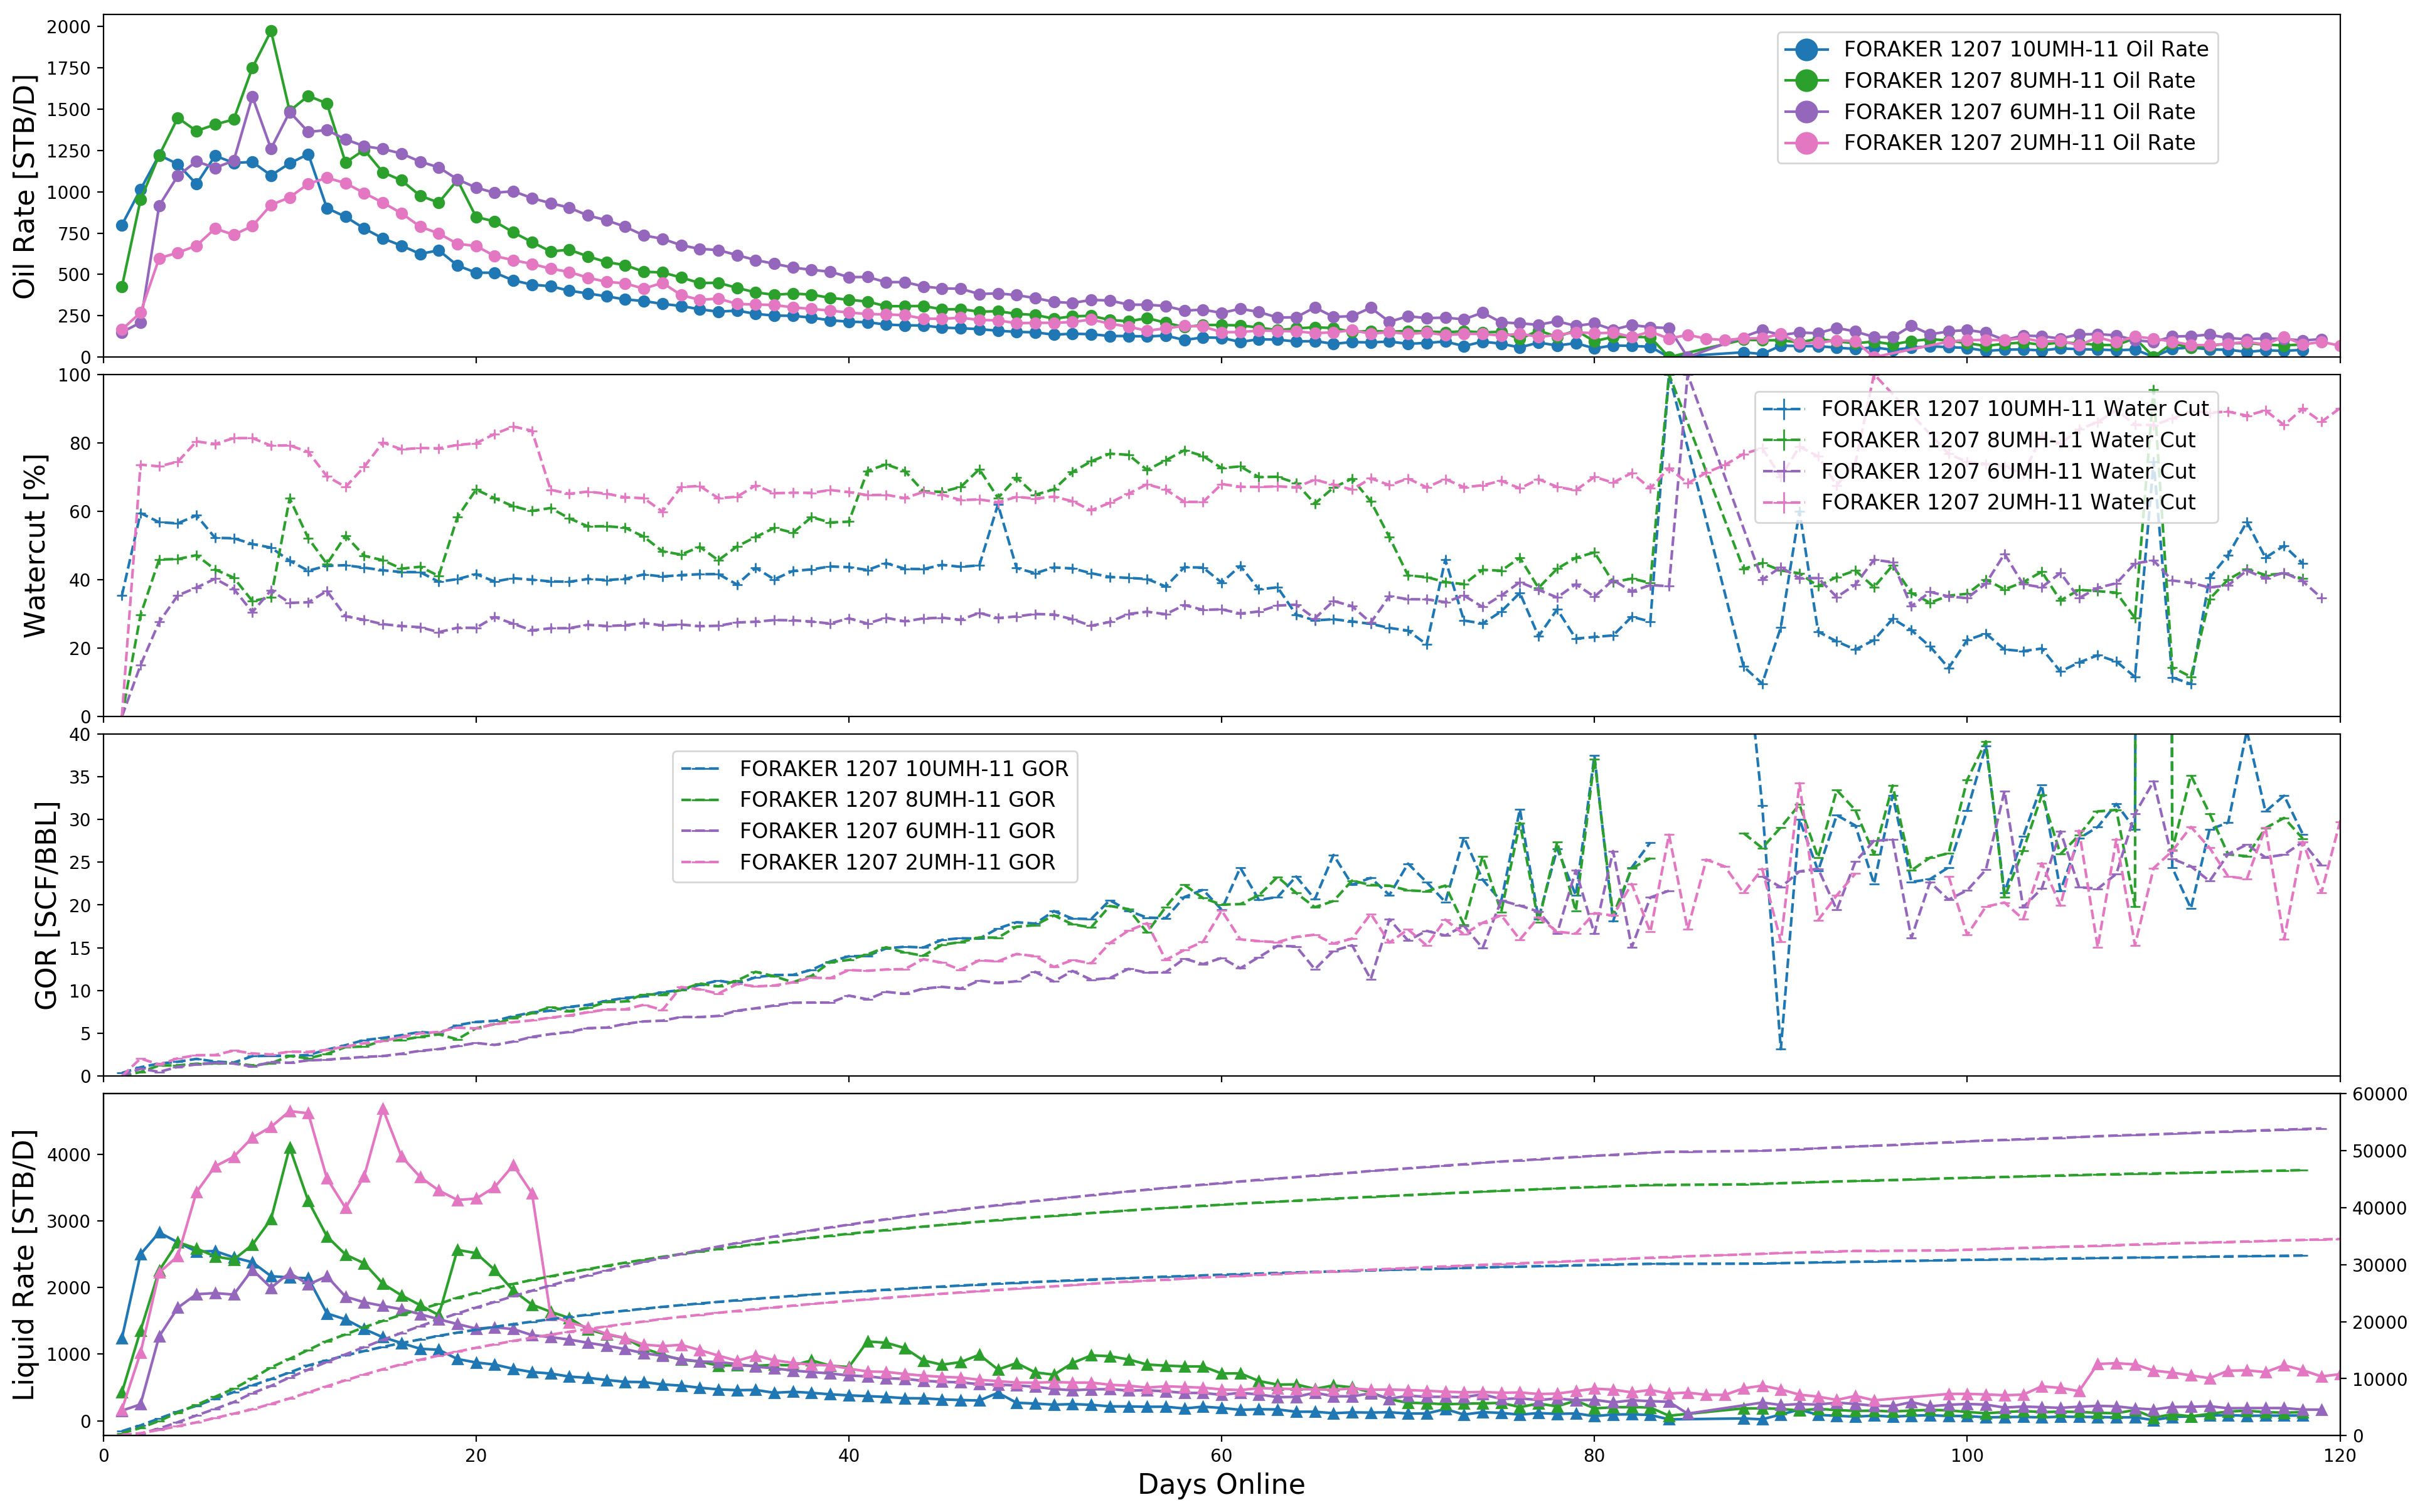 2000
1750
1500
1250
1000
750
500
250
0
Oil Rate [STB/D]
FORAKER 1207 10UMH-11 Oil Rate
FORAKER 1207 8UMH-11 Oil Rate
FORAKER 1207 6UMH-11 Oil Rate
FORAKER 1207 2UMH-11 Oil Rate
100
80
60
40
20
0
Watercut [%]
FORAKER 1207 10UMH-11 Water Cut
FORAKER 1207 8UMH-11 Water Cut
FORAKER 1207 6UMH-11 Water Cut
FORAKER 1207 2UMH-11 Water Cut
40
35
30
25
20
15
10
5
0
GOR [SCF/BBL]
FORAKER 1207 10UMH-11 GOR
FORAKER 1207 8UMH-11 GOR
FORAKER 1207 6UMH-11 GOR
FORAKER 1207 2UMH-11 GOR
4000
3000
2000
1000
0
Liquid Rate [STB/D]
60000
50000
40000
30000
20000
10000
0
0 20 40 60 80 100 120
Days Online